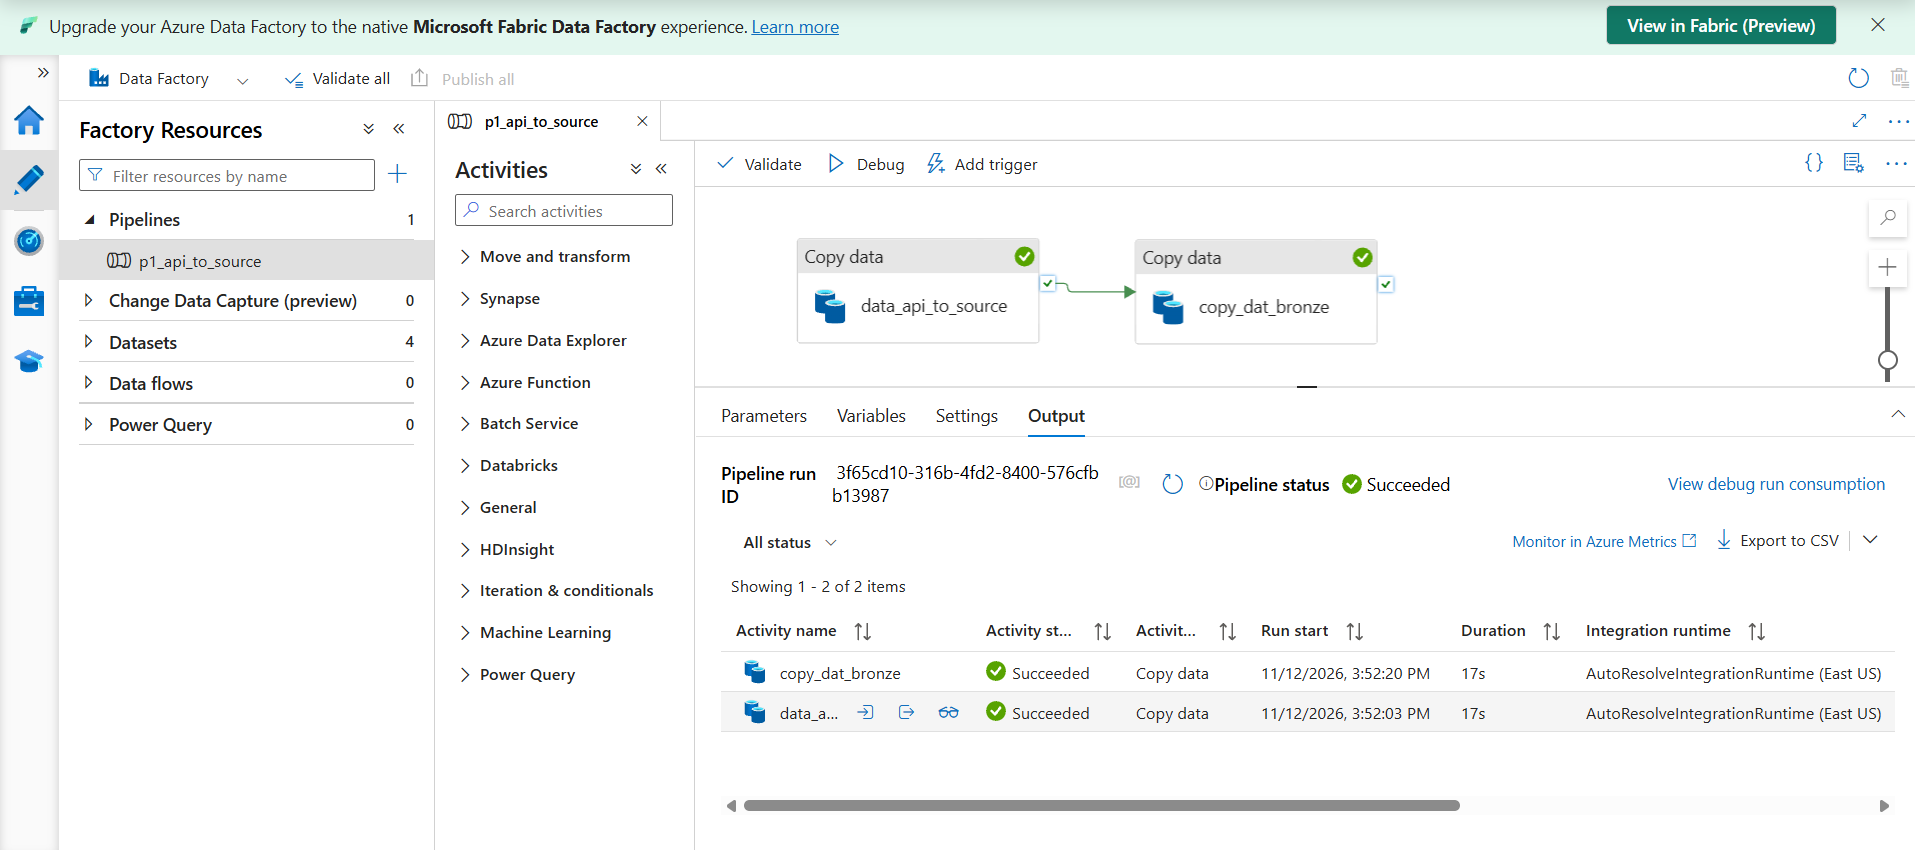 Upgrade your Azure Data Factory to the native Microsoft Fabric Data Factory experience. Learn more
View in Fabric (Preview)
Data Factory
Validate all
Publish all
Factory Resources
Filter resources by name
Pipelines 1
p1_api_to_source
Change Data Capture (preview) 0
Datasets 4
Data flows 0
Power Query 0
p1_api_to_source
Activities
Search activities
Move and transform
Synapse
Azure Data Explorer
Azure Function
Batch Service
Databricks
General
HDInsight
Iteration & conditionals
Machine Learning
Power Query
Validate
Debug
Add trigger
Copy data
data_api_to_source
Copy data
copy_dat_bronze
Parameters
Variables
Settings
Output
Pipeline run
ID
3f65cd10-316b-4fd2-8400-576cfb
b13987
[@]
Pipeline status
Succeeded
View debug run consumption
All status
Monitor in Azure Metrics
Export to CSV
Showing 1 - 2 of 2 items
Activity name Activity st... Activit... Run start Duration Integration runtime
copy_dat_bronze Succeeded Copy data 11/12/2026, 3:52:20 PM 17s AutoResolveIntegrationRuntime (East US)
data_a... Succeeded Copy data 11/12/2026, 3:52:03 PM 17s AutoResolveIntegrationRuntime (East US)